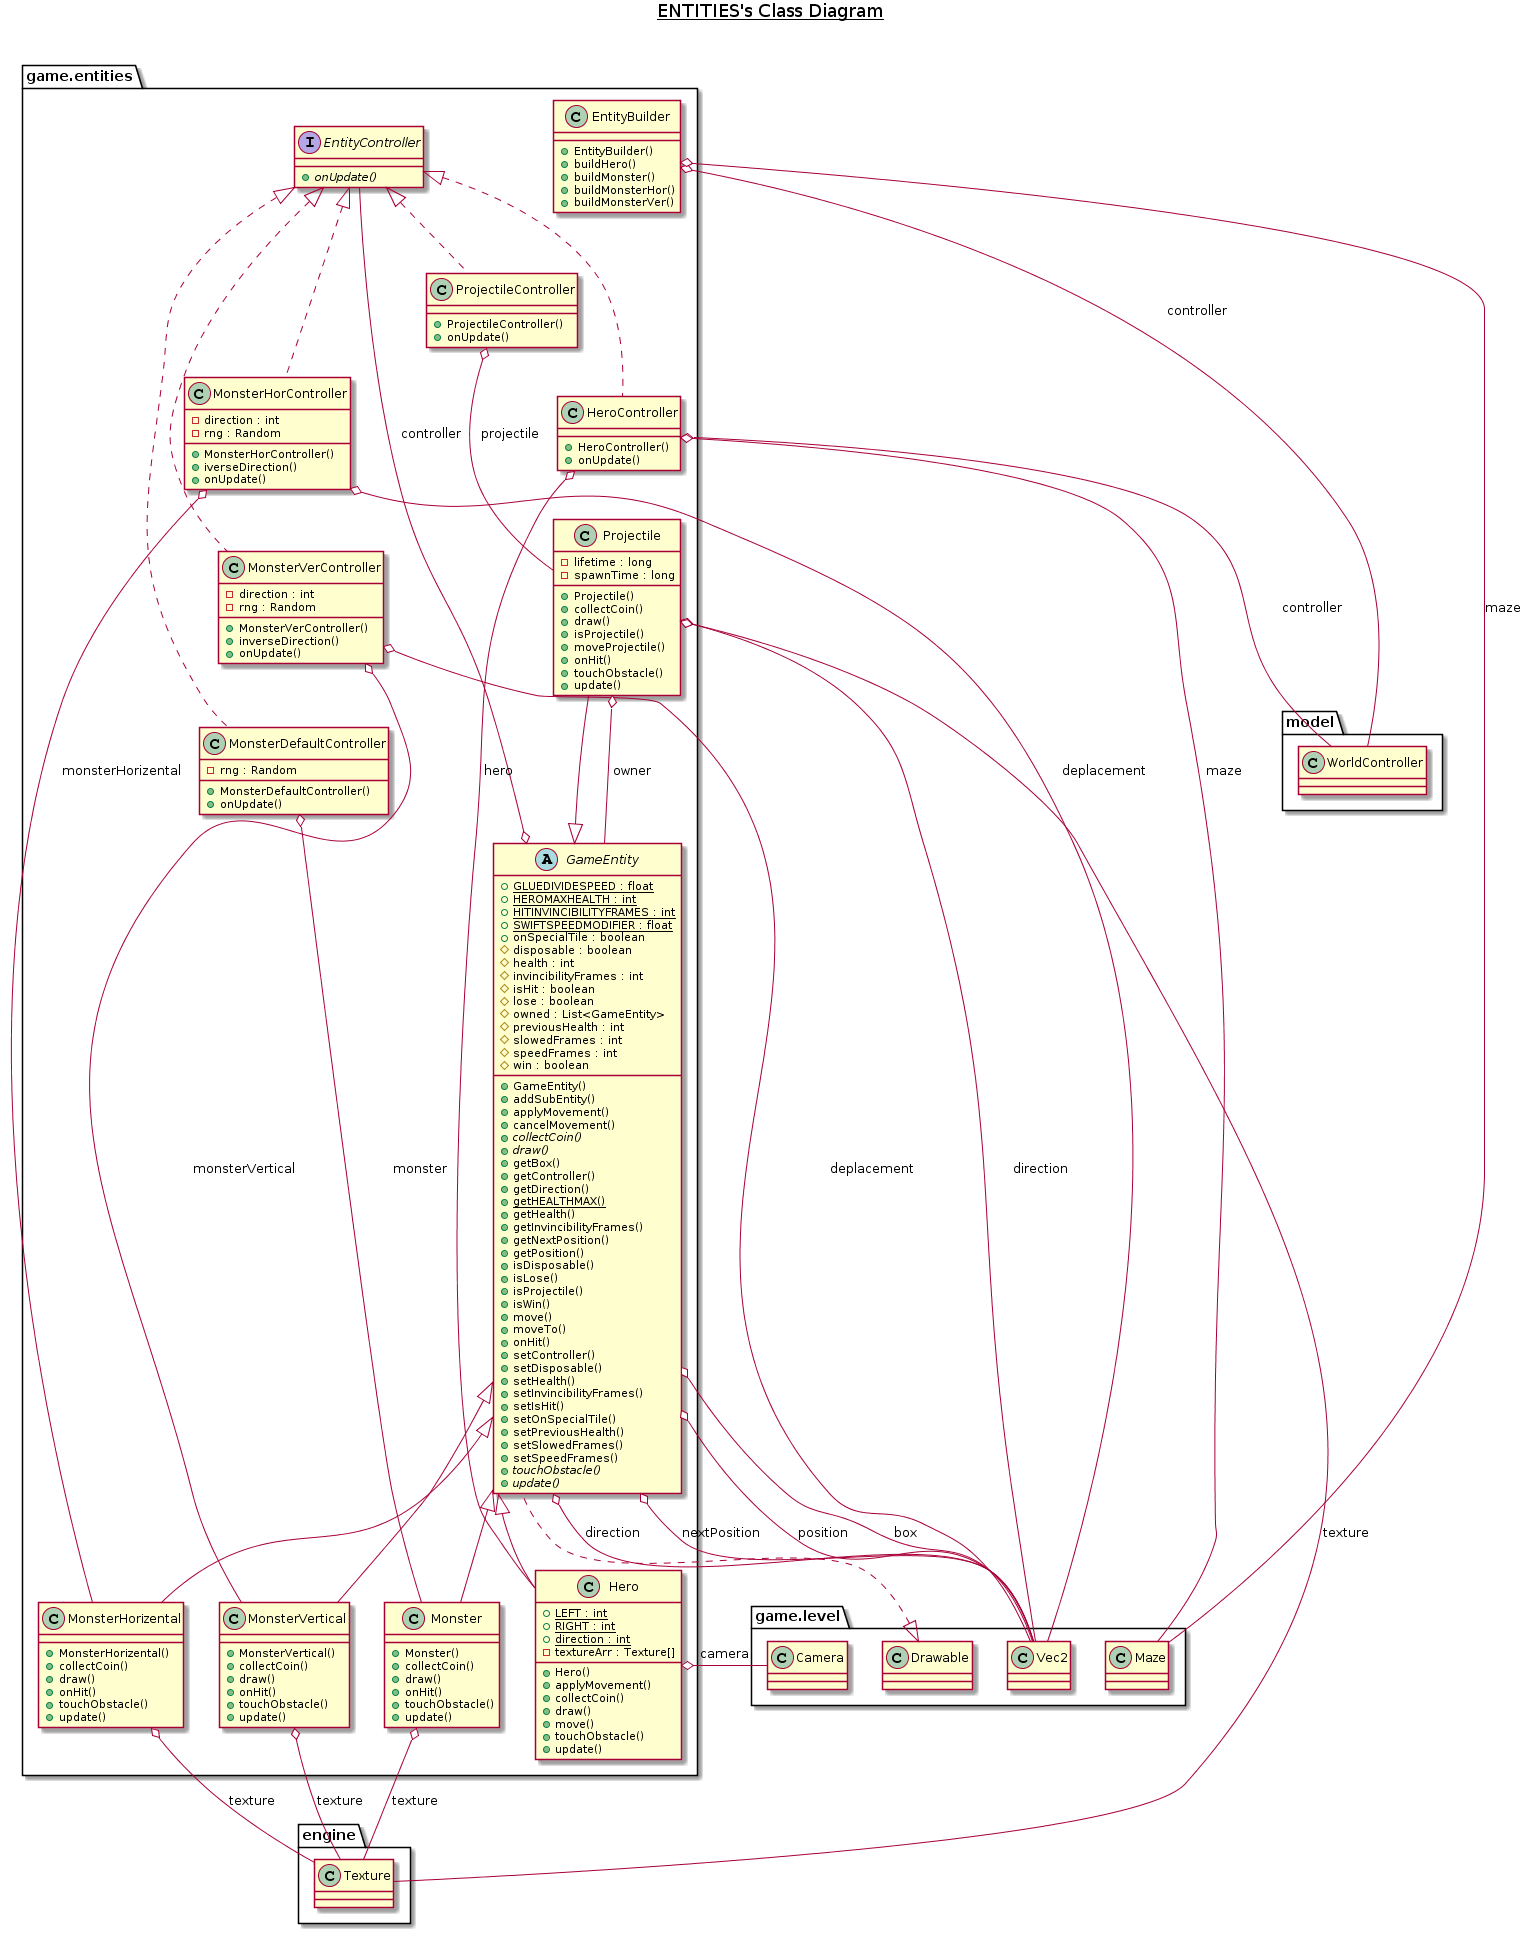 ENTITIES's Class Diagram
game.entities
C EntityBuilder
EntityBuilder()
buildHero()
buildMonster()
buildMonsterHor()
buildMonsterVer()
I EntityController
onUpdate()
C ProjectileController
ProjectileController()
onUpdate()
controller
C MonsterHorController
direction : int
rng : Random
MonsterHorController()
iverseDirection()
onUpdate()
C HeroController
HeroController()
onUpdate()
controller
projectile
C Projectile
lifetime : long
spawnTime : long
Projectile()
collectCoin()
draw()
isProjectile()
moveProjectile()
onHit()
touchObstacle()
update()
C MonsterVerController
direction : int
rng : Random
MonsterVerController()
inverseDirection()
onUpdate()
controller
maze
model
C WorldController
C MonsterDefaultController
rng : Random
MonsterDefaultController()
onUpdate()
monsterHorizental
hero
owner
deplacement
maze
A GameEntity
GLUEDIVIDESPEED : float
HEROMAXHEALTH : int
HITINVINCIBILITYFRAMES : int
SWIFTSPEEDMODIFIER : float
onSpecialTile : boolean
disposable : boolean
health : int
invincibilityFrames : int
isHit : boolean
lose : boolean
owned : List<GameEntity>
previousHealth : int
slowedFrames : int
speedFrames : int
win : boolean
GameEntity()
addSubEntity()
applyMovement()
cancelMovement()
collectCoin()
draw()
getBox()
getController()
getDirection()
getHEALTHMAX()
getHealth()
getInvincibilityFrames()
getNextPosition()
getPosition()
isDisposable()
isLose()
isProjectile()
isWin()
move()
moveTo()
onHit()
setController()
setDisposable()
setHealth()
setInvincibilityFrames()
setIsHit()
setOnSpecialTile()
setPreviousHealth()
setSlowedFrames()
setSpeedFrames()
touchObstacle()
update()
monsterVertical
monster
deplacement
direction
direction
nextPosition
position
box
texture
C MonsterHorizental
MonsterHorizental()
collectCoin()
draw()
onHit()
touchObstacle()
update()
C MonsterVertical
MonsterVertical()
collectCoin()
draw()
onHit()
touchObstacle()
update()
C Monster
Monster()
collectCoin()
draw()
onHit()
touchObstacle()
update()
C Hero
LEFT : int
RIGHT : int
direction : int
textureArr : Texture[]
Hero()
applyMovement()
collectCoin()
draw()
move()
touchObstacle()
update()
camera
game.level
C Camera
C Drawable
C Vec2
C Maze
texture
texture
texture
engine
C Texture